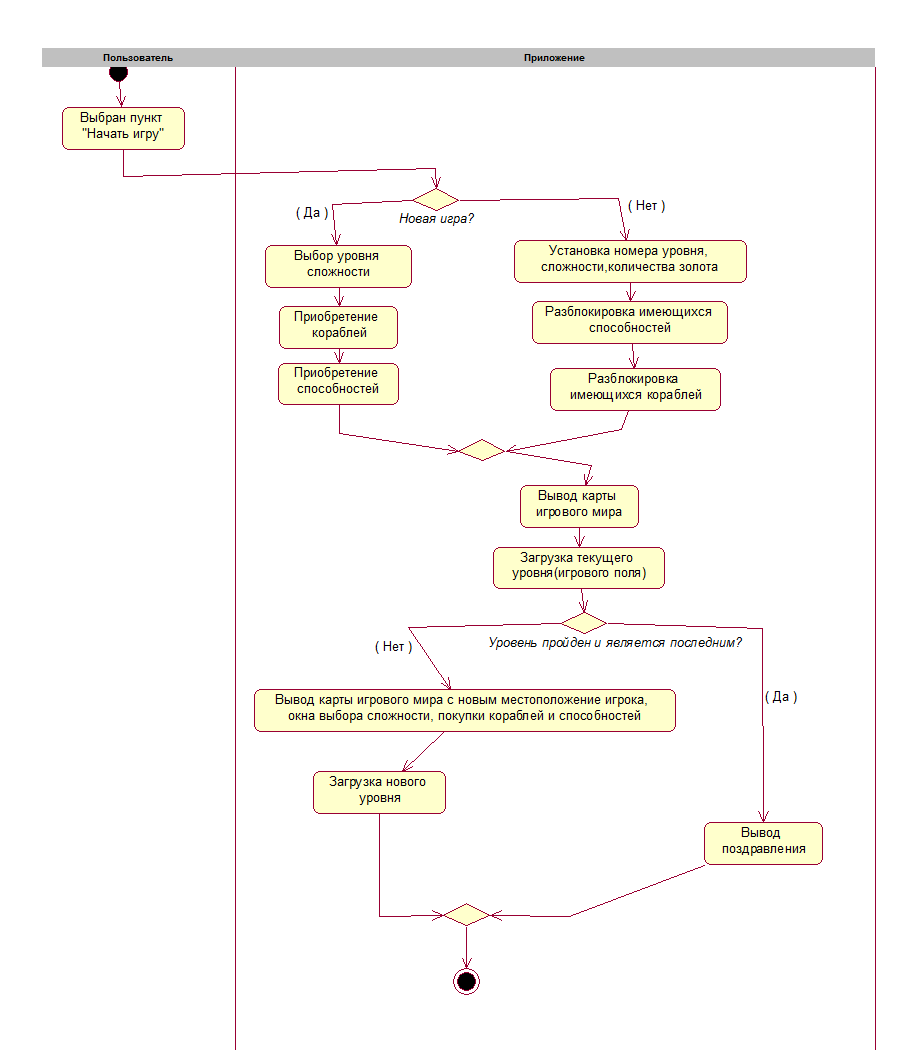 Пользователь
Приложение
Выбран пункт
"Начать игру"
( Да )
Новая игра?
( Нет )
Выбор уровня
сложности
Установка номера уровня,
сложности,количества золота
Приобретение
кораблей
Разблокировка имеющихся
способностей
Приобретение
способностей
Разблокировка
имеющихся кораблей
Вывод карты
игрового мира
Загрузка текущего
уровня(игрового поля)
( Нет )
Уровень пройден и является последним?
( Да )
Вывод карты игрового мира с новым местоположение игрока,
окна выбора сложности, покупки кораблей и способностей
Загрузка нового
уровня
Вывод
поздравления